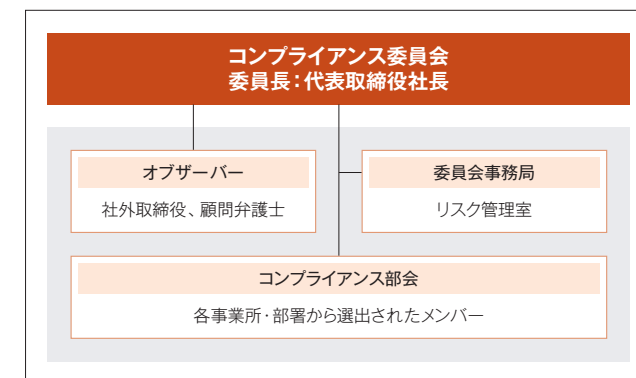 コンプライアンス委員会
委員長：代表取締役社長
オブザーバー
社外取締役、顧問弁護士
委員会事務局
リスク管理室
コンプライアンス部会
各事業所・部署から選出されたメンバー